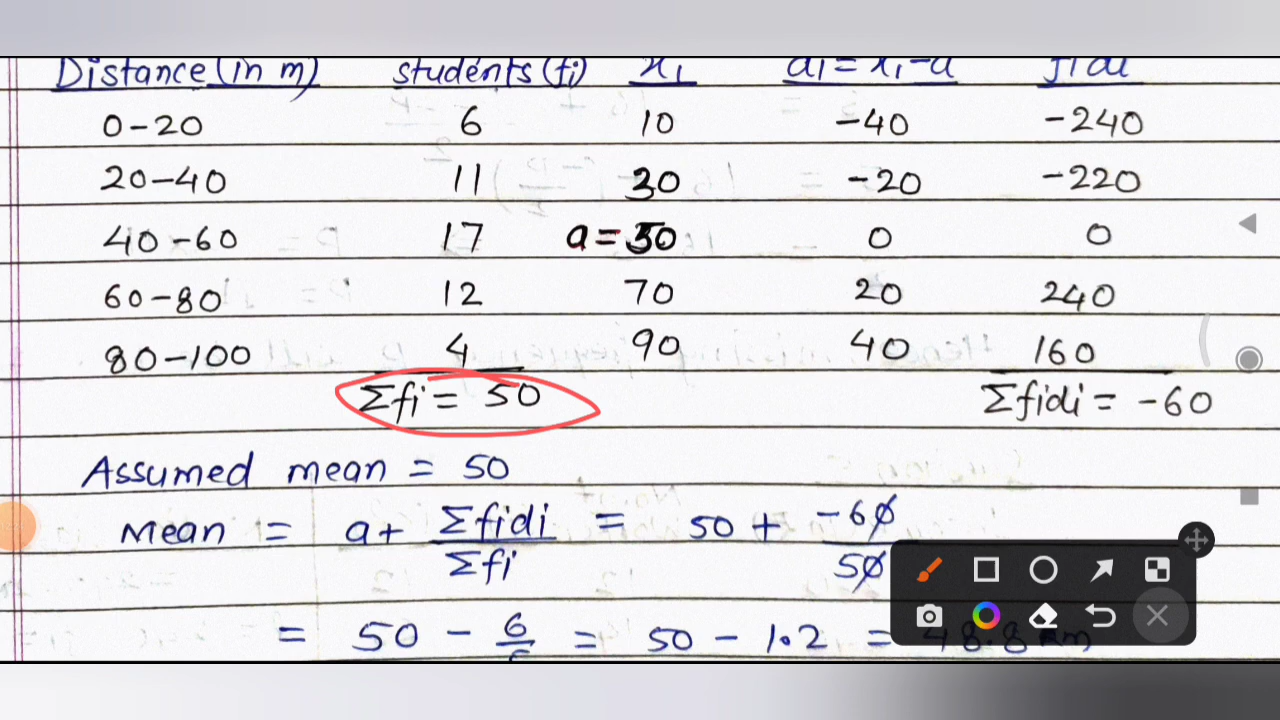 Distance (in m) students (fi) xi di = xi - a fidi
0-20 6 10 -40 -240
20-40 11 30 -20 -220
40-60 17 a = 50 0 0
60-80 12 70 20 240
80-100 4 90 40 160
Σfi = 50 Σfidi = -60
Assumed mean = 50
Mean = a + Σfidi / Σfi = 50 + -60 / 50
= 50 - 6/5 = 50 - 1.2 = 48.8 m